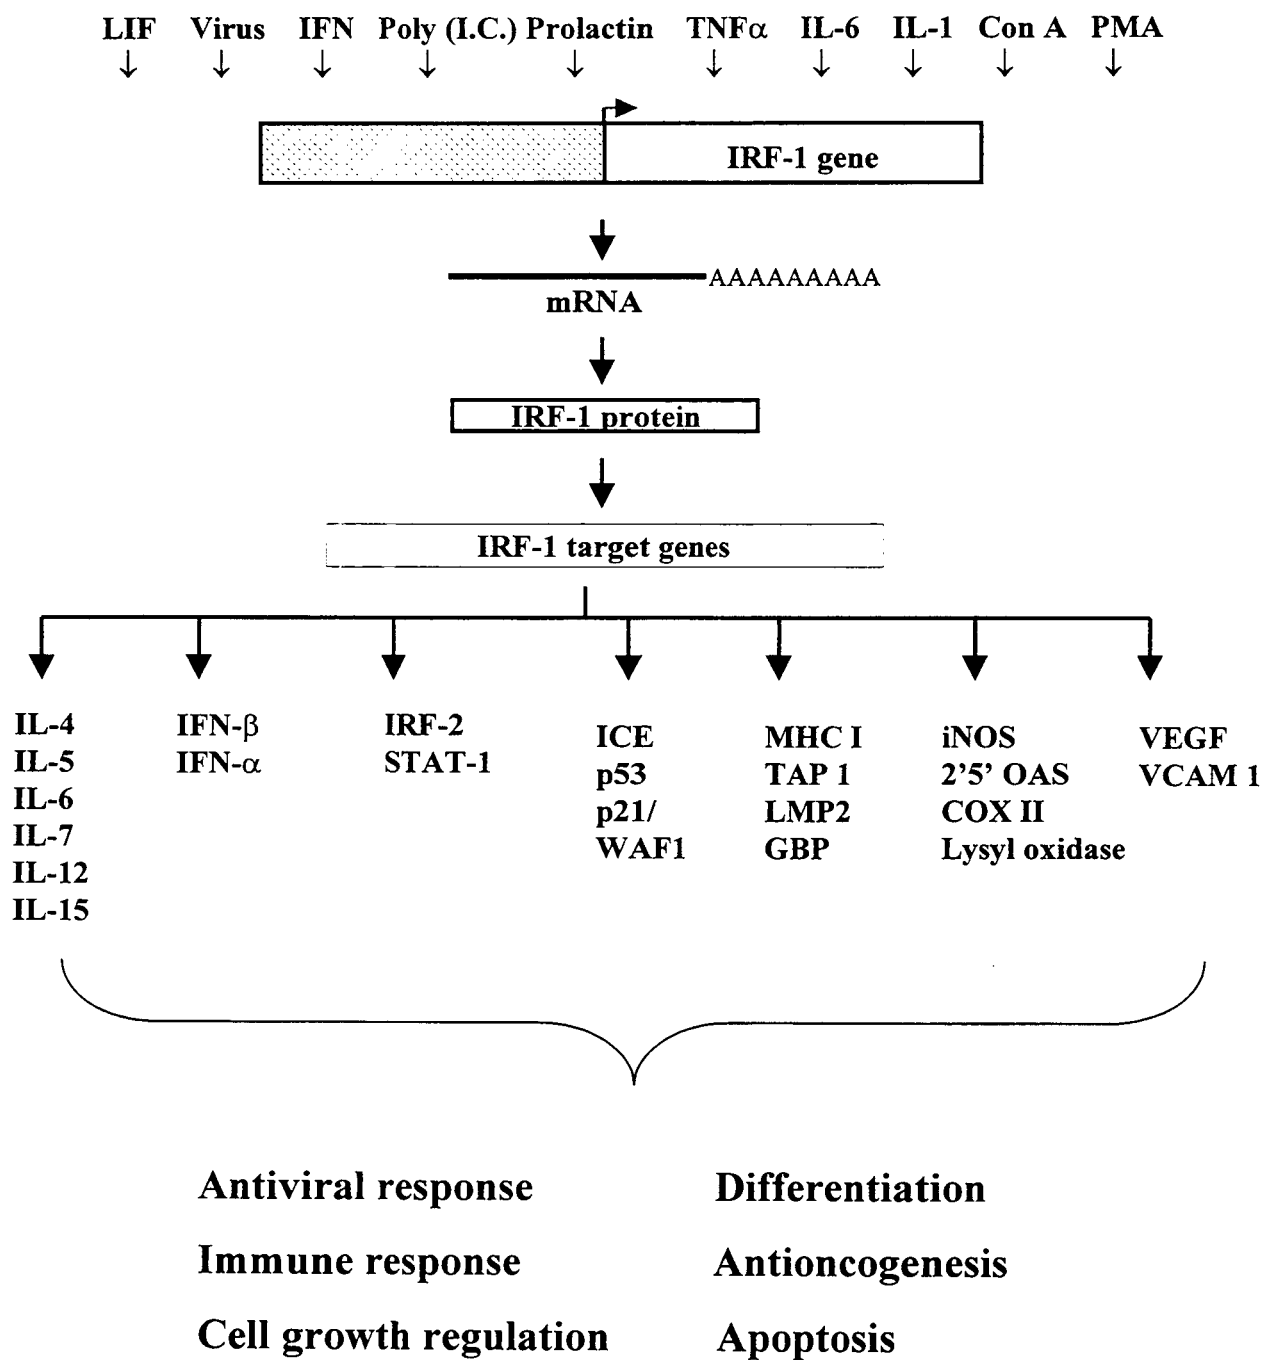 LIF Virus IFN Poly (I.C.) Prolactin TNFα IL-6 IL-1 Con A PMA
IRF-1 gene
AAAAAAAAA
mRNA
IRF-1 protein
IRF-1 target genes
IL-4
IL-5
IL-6
IL-7
IL-12
IL-15
IFN-β
IFN-α
IRF-2
STAT-1
ICE
p53
p21/
WAF1
MHC I
TAP 1
LMP2
GBP
iNOS
2'5' OAS
COX II
Lysyl oxidase
VEGF
VCAM 1
Antiviral response
Immune response
Cell growth regulation
Differentiation
Antioncogenesis
Apoptosis